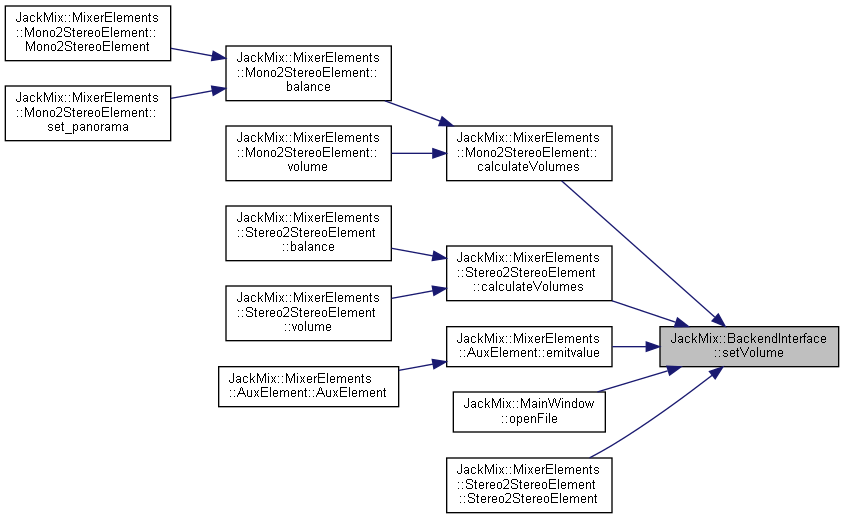 JackMix::MixerElements
::Mono2StereoElement::
Mono2StereoElement
JackMix::MixerElements
::Mono2StereoElement::
set_panorama
JackMix::MixerElements
::Mono2StereoElement::
balance
JackMix::MixerElements
::Mono2StereoElement::
volume
JackMix::MixerElements
::Stereo2StereoElement
::balance
JackMix::MixerElements
::Stereo2StereoElement
::volume
JackMix::MixerElements
::AuxElement::AuxElement
JackMix::MixerElements
::Mono2StereoElement::
calculateVolumes
JackMix::MixerElements
::Stereo2StereoElement
::calculateVolumes
JackMix::MixerElements
::AuxElement::emitvalue
JackMix::MainWindow
::openFile
JackMix::MixerElements
::Stereo2StereoElement
::Stereo2StereoElement
JackMix::BackendInterface
::setVolume